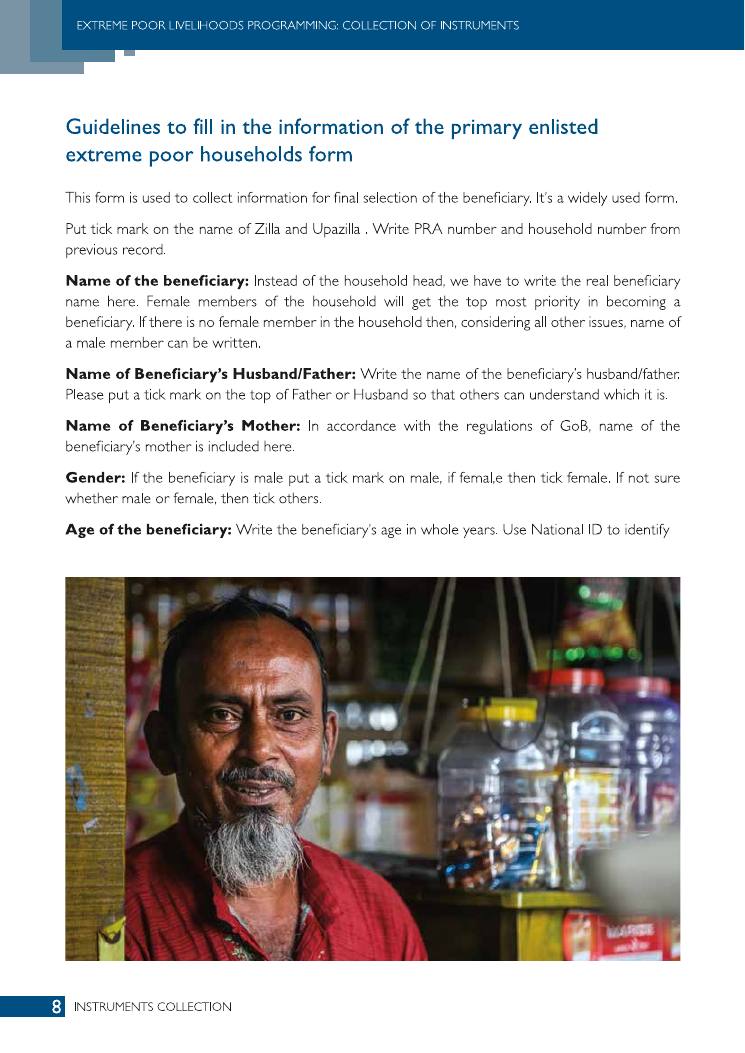 EXTREME POOR LIVELIHOODS PROGRAMMING: COLLECTION OF INSTRUMENTS
Guidelines to fill in the information of the primary enlisted
extreme poor households form
This form is used to collect information for final selection of the beneficiary. It's a widely used form.
Put tick mark on the name of Zilla and Upazilla . Write PRA number and household number from
previous record.
Name of the beneficiary: Instead of the household head, we have to write the real beneficiary
name here. Female members of the household will get the top most priority in becoming a
beneficiary. If there is no female member in the household then, considering all other issues, name of
a male member can be written.
Name of Beneficiary's Husband/Father: Write the name of the beneficiary's husband/father.
Please put a tick mark on the top of Father or Husband so that others can understand which it is.
Name of Beneficiary's Mother: In accordance with the regulations of GoB, name of the
beneficiary's mother is included here.
Gender: If the beneficiary is male put a tick mark on male, if femal,e then tick female. If not sure
whether male or female, then tick others.
Age of the beneficiary: Write the beneficiary's age in whole years. Use National ID to identify
8 INSTRUMENTS COLLECTION